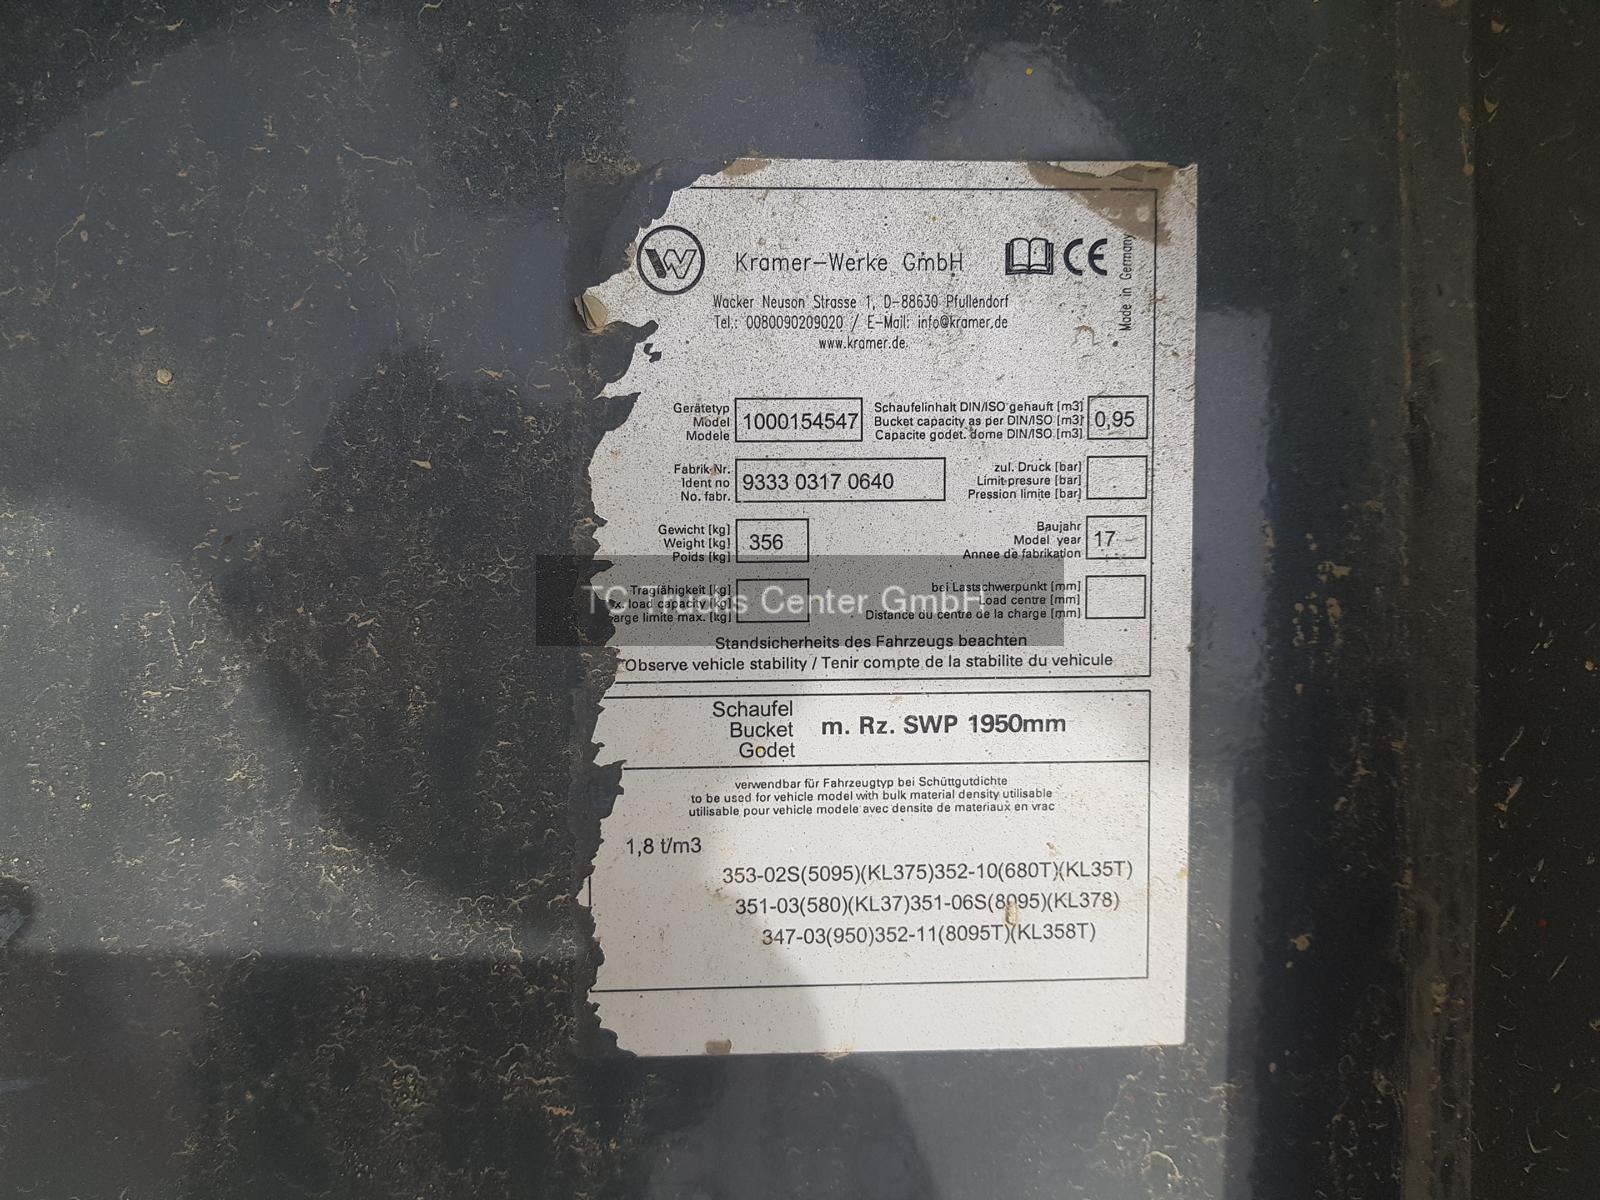 W Kramer-Werke GmbH CE
Made in Germany
Wacker Neuson Strasse 1, D-88630 Pfullendorf
Tel.: 0080090209020 / E-Mail: info@kramer.de
www.kramer.de
Gerätetyp
Model
Modele
1000154547
Schaufelinhalt DIN/ISO gehauft [m3]
Bucket capacity as per DIN/ISO [m3]
Capacite godet. dome DIN/ISO [m3]
0,95
Fabrik-Nr.
Ident no
No. fabr.
9333 0317 0640
zul. Druck [bar]
Limit-presure [bar]
Pression limite [bar]
Gewicht [kg]
Weight [kg]
Poids [kg]
356
Baujahr
Model year
Annee de fabrikation
17
Tragfähigkeit [kg]
load capacity [kg]
limite max. [kg]
bei Lastschwerpunkt [mm]
Load centre [mm]
Distance du centre de la charge [mm]
TC Trucks Center GmbH
Standsicherheits des Fahrzeugs beachten
Observe vehicle stability / Tenir compte de la stabilite du vehicule
Schaufel
Bucket
Godet
m. Rz. SWP 1950mm
verwendbar für Fahrzeugtyp bei Schüttgutdichte
to be used for vehicle model with bulk material density utilisable
utilisable pour vehicle modele avec densite de materiaux en vrac
1,8 t/m3
353-02S(5095)(KL375)352-10(680T)(KL35T)
351-03(580)(KL37)351-06S(8095)(KL378)
347-03(950)352-11(8095T)(KL358T)